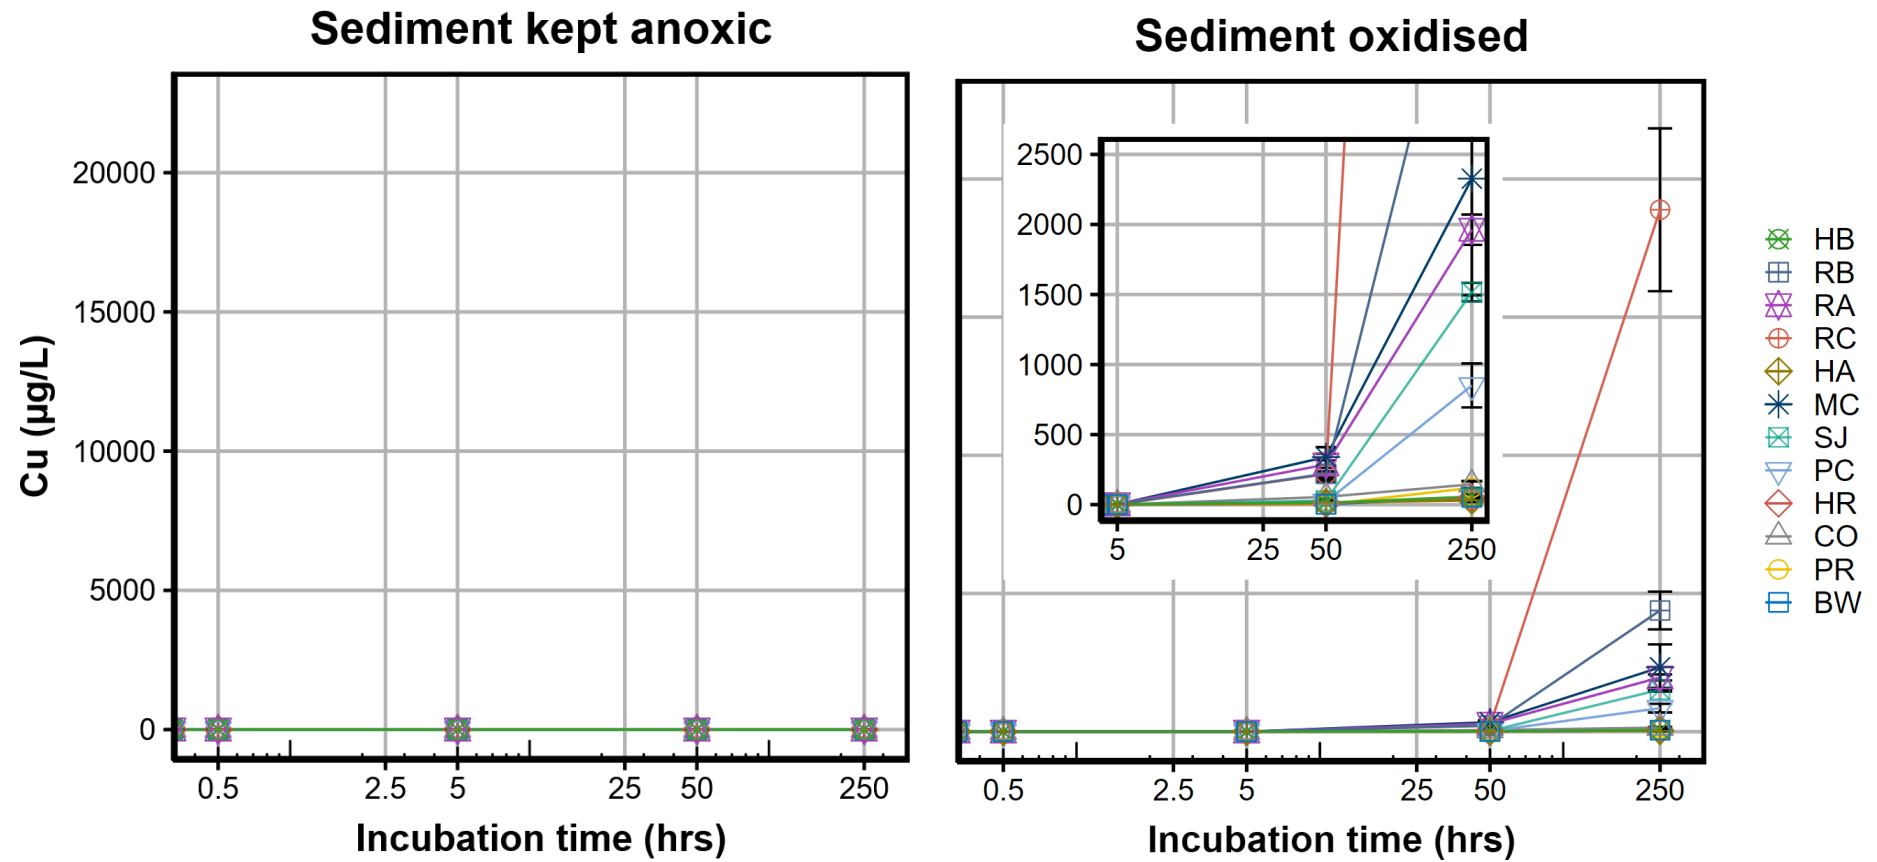 Sediment kept anoxic
Sediment oxidised
Cu (µg/L)
20000
15000
10000
5000
0
0.5 2.5 5 25 50 250
Incubation time (hrs)
2500
2000
1500
1000
500
0
5 25 50 250
0.5 2.5 5 25 50 250
Incubation time (hrs)
HB
RB
RA
RC
HA
MC
SJ
PC
HR
CO
PR
BW